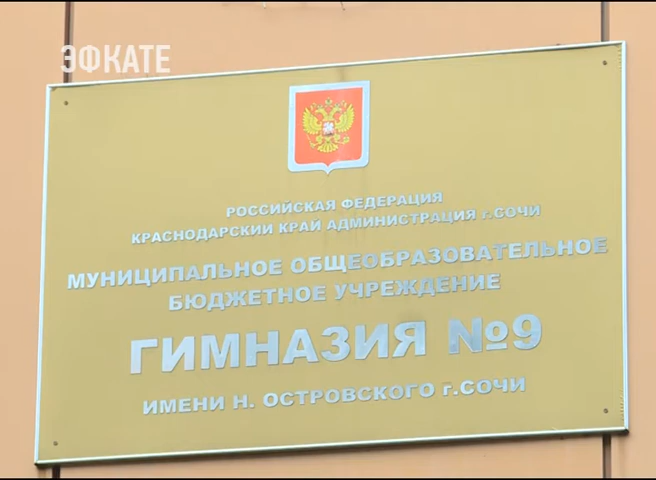 ЭФКАТЕ
РОССИЙСКАЯ ФЕДЕРАЦИЯ
КРАСНОДАРСКИЙ КРАЙ АДМИНИСТРАЦИЯ г.СОЧИ
МУНИЦИПАЛЬНОЕ ОБЩЕОБРАЗОВАТЕЛЬНОЕ
БЮДЖЕТНОЕ УЧРЕЖДЕНИЕ
ГИМНАЗИЯ №9
ИМЕНИ Н. ОСТРОВСКОГО г.СОЧИ